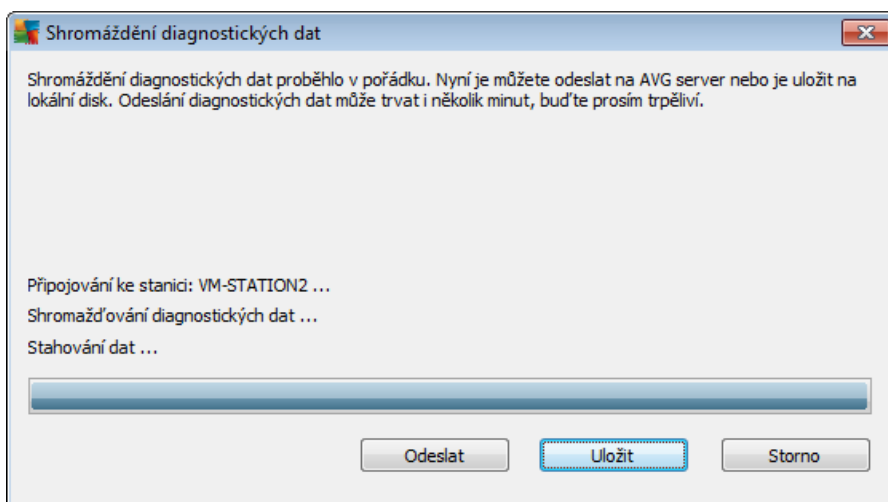 Shromáždění diagnostických dat
Shromáždění diagnostických dat proběhlo v pořádku. Nyní je můžete odeslat na AVG server nebo je uložit na
lokální disk. Odeslání diagnostických dat může trvat i několik minut, buďte prosím trpěliví.
Připojování ke stanici: VM-STATION2 ...
Shromažďování diagnostických dat ...
Stahování dat ...
Odeslat Uložit Storno